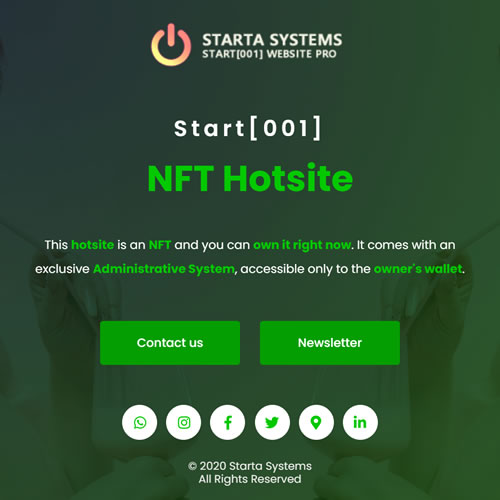 STARTA SYSTEMS
START[001] WEBSITE PRO
Start[001]
NFT Hotsite
This hotsite is an NFT and you can own it right now. It comes with an
exclusive Administrative System, accessible only to the owner's wallet.
Contact us
Newsletter
© 2020 Starta Systems
All Rights Reserved